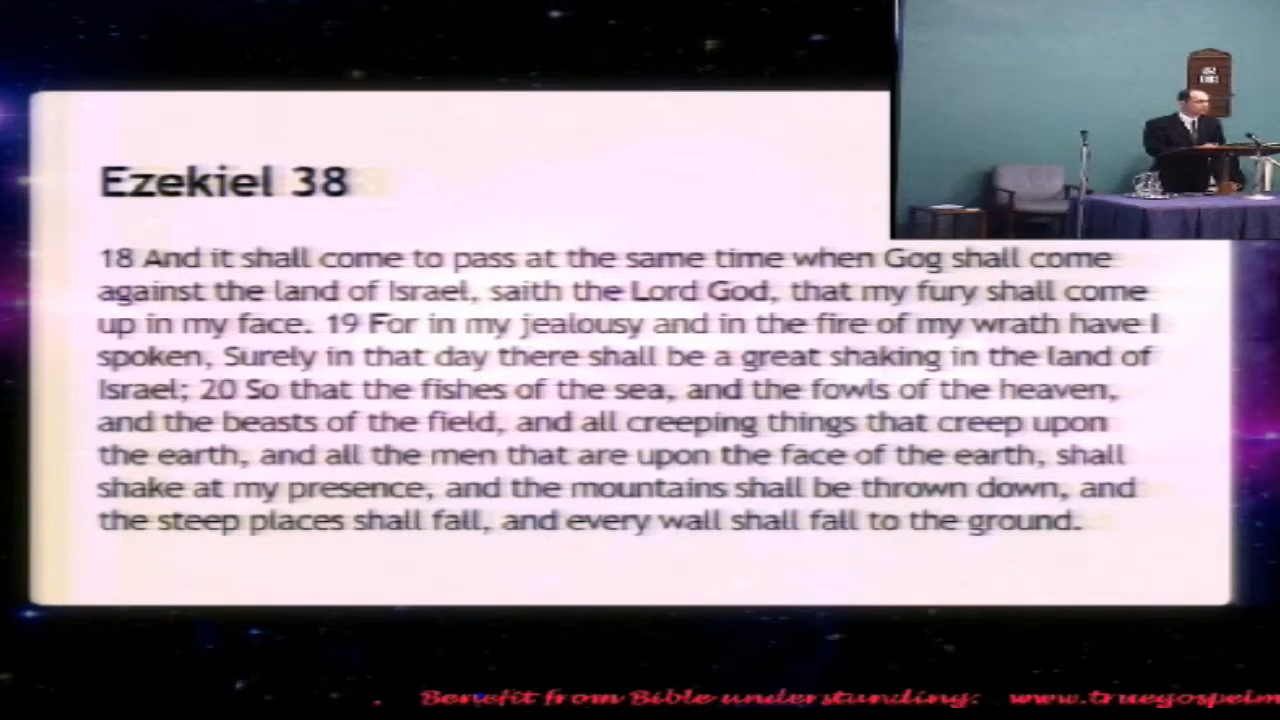 Ezekiel 38
18 And it shall come to pass at the same time when Gog shall come
against the land of Israel, saith the Lord God, that my fury shall come
up in my face. 19 For in my jealousy and in the fire of my wrath have I
spoken, Surely in that day there shall be a great shaking in the land of
Israel; 20 So that the fishes of the sea, and the fowls of the heaven,
and the beasts of the field, and all creeping things that creep upon
the earth, and all the men that are upon the face of the earth, shall
shake at my presence, and the mountains shall be thrown down, and
the steep places shall fall, and every wall shall fall to the ground.
. Benefit from Bible understanding. www.truegospelm